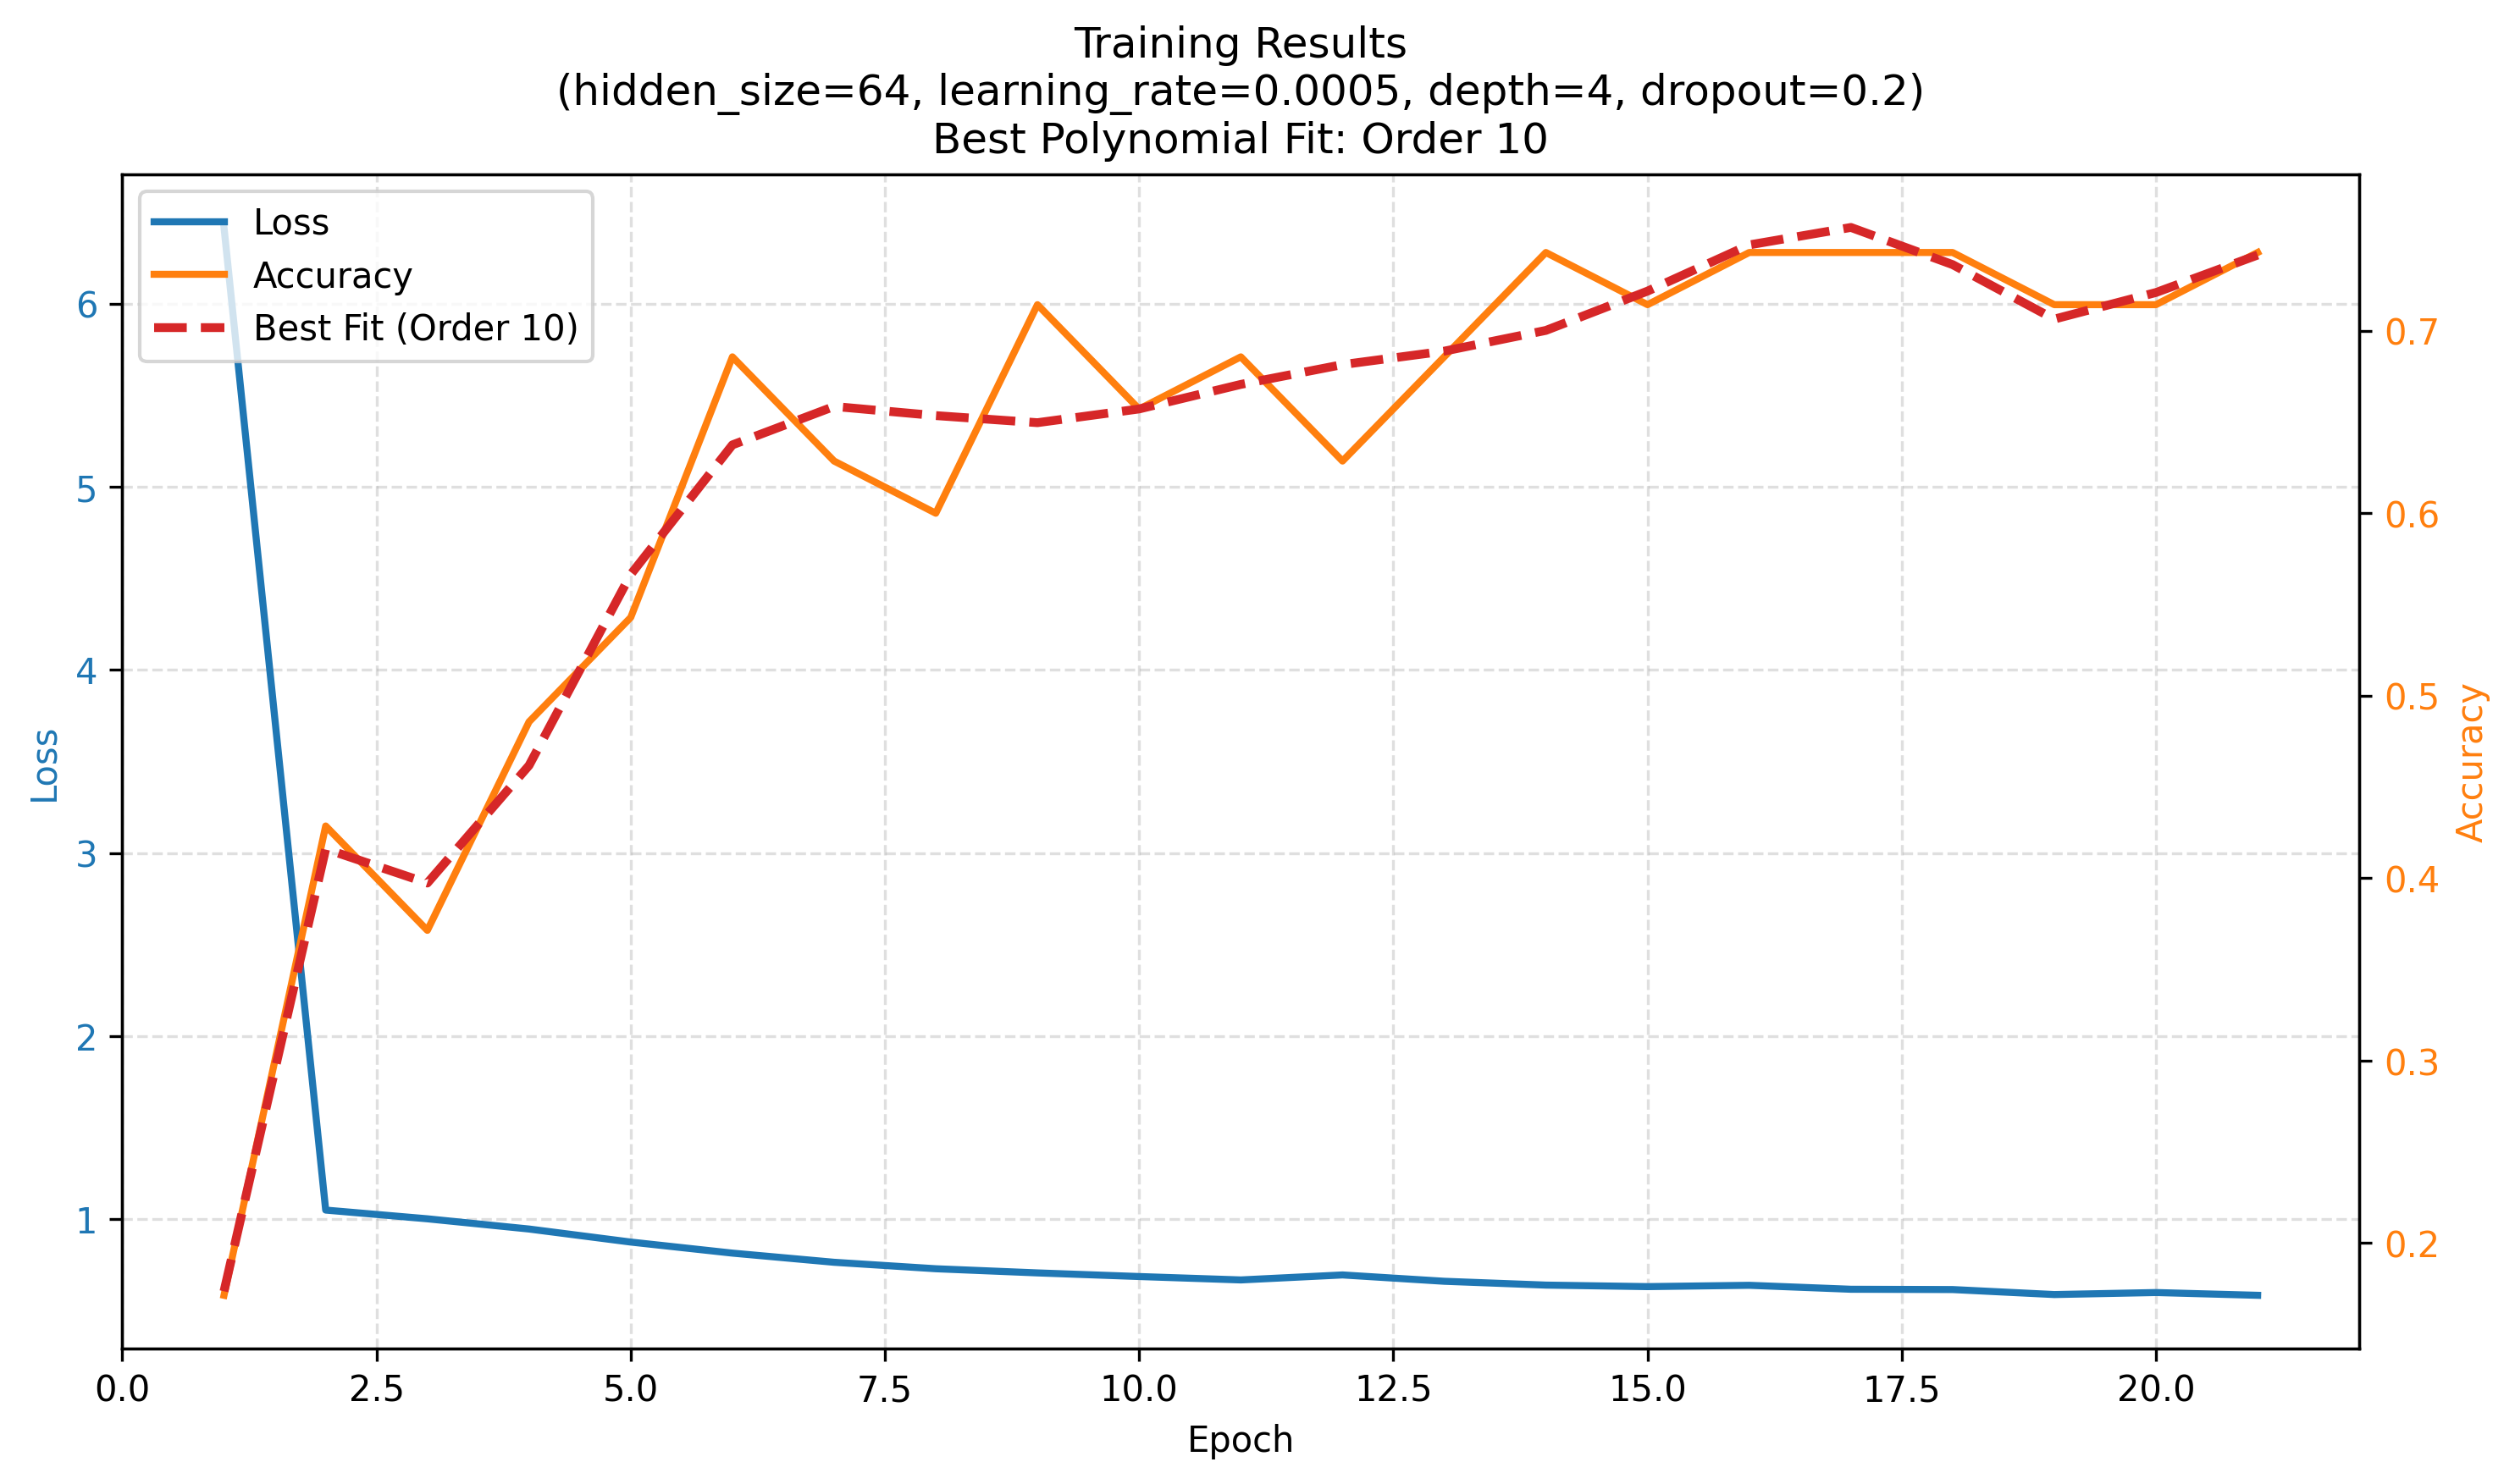 Training Results
(hidden_size=64, learning_rate=0.0005, depth=4, dropout=0.2)
Best Polynomial Fit: Order 10
Loss
Accuracy
Best Fit (Order 10)
6
5
4
3
2
1
Loss
0.7
0.6
0.5
0.4
0.3
0.2
Accuracy
0.0 2.5 5.0 7.5 10.0 12.5 15.0 17.5 20.0
Epoch